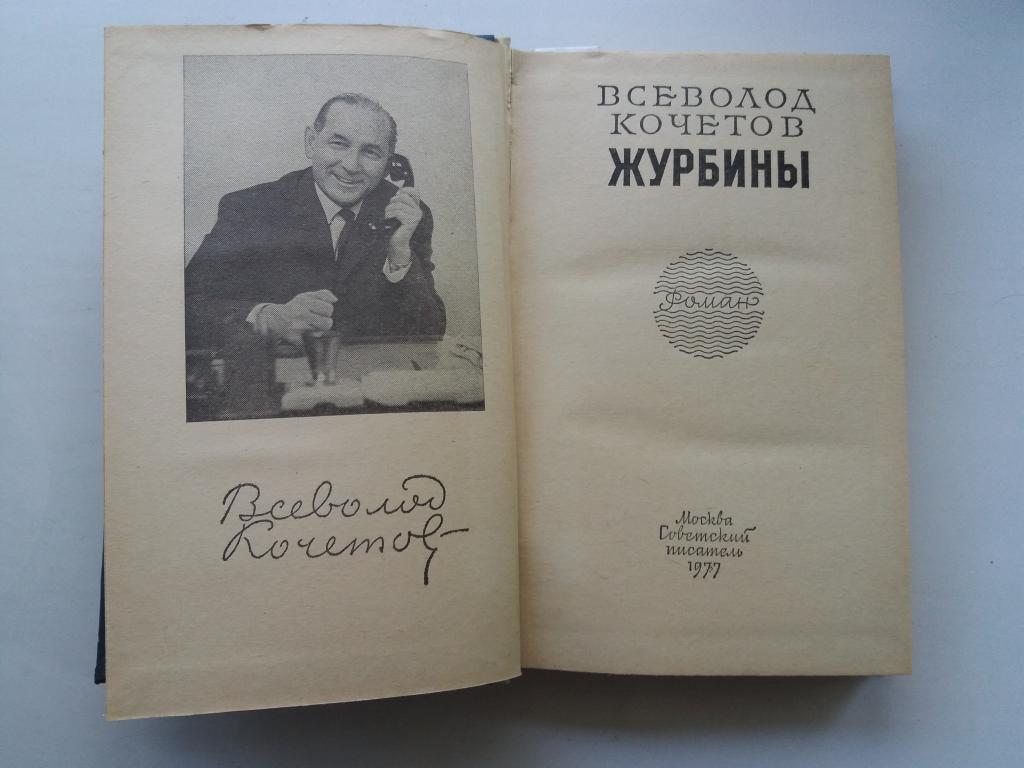 Всеволод
Кочетов
ВСЕВОЛОД
КОЧЕТОВ
ЖУРБИНЫ
Роман
Москва
Советский
писатель
1977